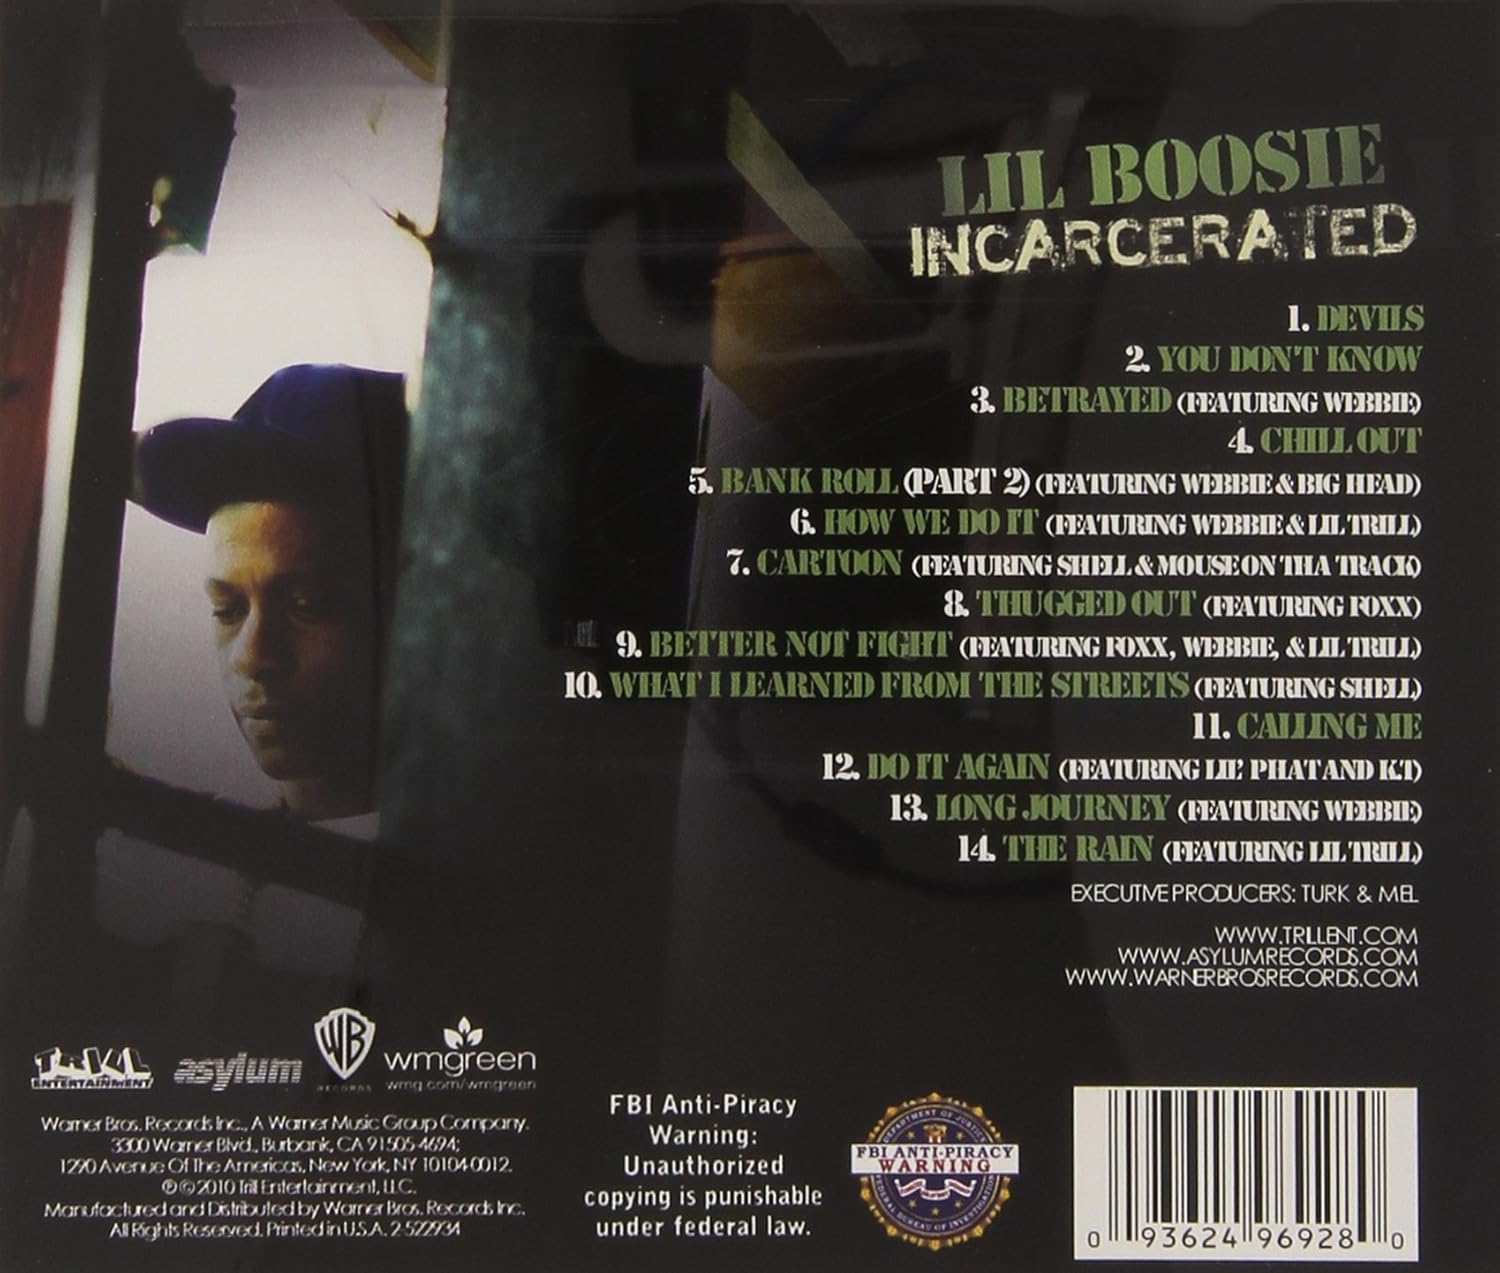 LIL BOOSIE
INCARCERATED
1. DEVILS
2. YOU DON'T KNOW
3. BETRAYED (FEATURING WEBBIE)
4. CHILL OUT
5. BANK ROLL (PART 2) (FEATURING WEBBIE & BIG HEAD)
6. HOW WE DO IT (FEATURING WEBBIE & LIL TRILL)
7. CARTOON (FEATURING SHELL & MOUSE ON THA TRACK)
8. THUGGED OUT (FEATURING FOXX)
9. BETTER NOT FIGHT (FEATURING FOXX, WEBBIE, & LIL TRILL)
10. WHAT I LEARNED FROM THE STREETS (FEATURING SHELL)
11. CALLING ME
12. DO IT AGAIN (FEATURING LIL' PHAT AND K.T)
13. LONG JOURNEY (FEATURING WEBBIE)
14. THE RAIN (FEATURING LIL TRILL)
EXECUTIVE PRODUCERS: TURK & MEL
WWW.TRILLENT.COM
WWW.ASYLUMRECORDS.COM
WWW.WARNERBROSRECORDS.COM
TRILL
ENTERTAINMENT
asylum
WB
RECORDS
wmgreen
wmg.com/wmgreen
Warner Bros. Records Inc., A Warner Music Group Company.
3300 Warner Blvd., Burbank, CA 91505-4694;
1290 Avenue Of The Americas, New York, NY 10104-0012.
℗©2010 Trill Entertainment, LLC.
Manufactured and Distributed by Warner Bros. Records Inc.
All Rights Reserved. Printed in U.S.A. 2-522934
FBI Anti-Piracy
Warning:
Unauthorized
copying is punishable
under federal law.
DEPARTMENT OF JUSTICE
FBI ANTI-PIRACY
WARNING
FEDERAL BUREAU OF INVESTIGATION
0 93624 96928 0